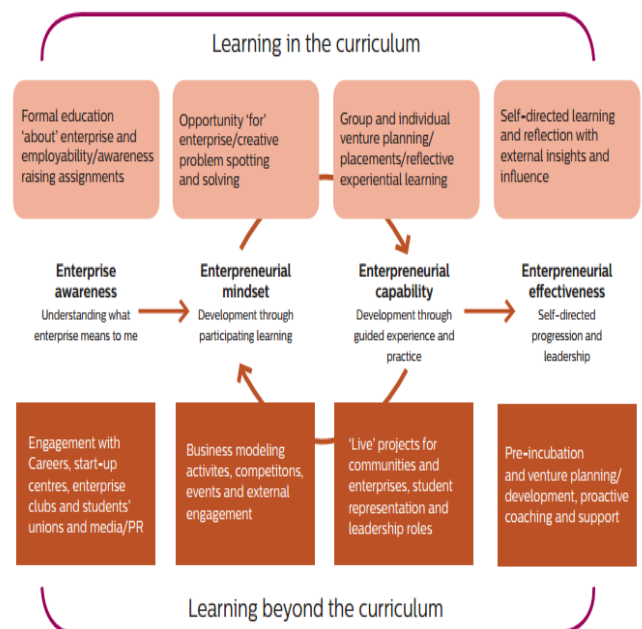 Learning in the curriculum
Formal education
‘about’ enterprise and
employability/awareness
raising assignments
Opportunity ‘for’
enterprise/creative
problem spotting
and solving
Group and individual
venture planning/
placements/reflective
experiential learning
Self-directed learning
and reflection with
external insights and
influence
Enterprise
awareness
Understanding what
enterprise means to me
Enterpreneurial
mindset
Development through
participating learning
Enterpreneurial
capability
Development through
guided experience and
practice
Enterpreneurial
effectiveness
Self-directed
progression and
leadership
Engagement with
Careers, start-up
centres, enterprise
clubs and students’
unions and media/PR
Business modeling
activites, competitons,
events and external
engagement
‘Live’ projects for
communities and
enterprises, student
representation and
leadership roles
Pre-incubation
and venture planning/
development, proactive
coaching and support
Learning beyond the curriculum